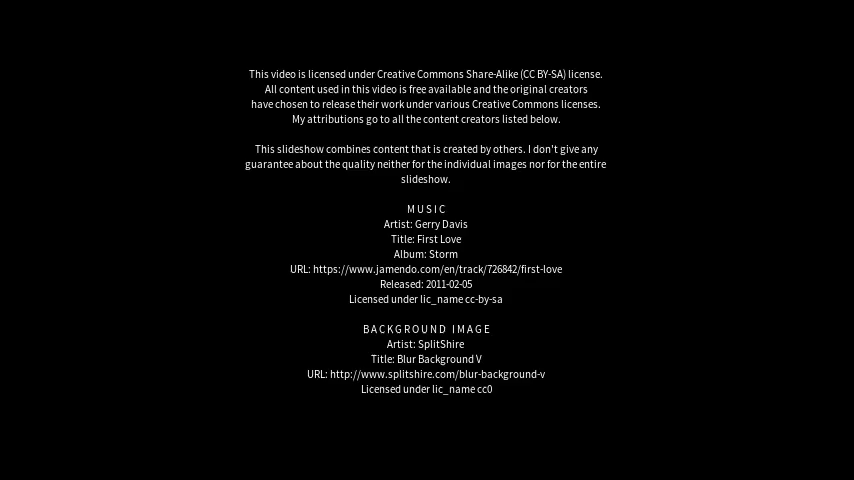 This video is licensed under Creative Commons Share-Alike (CC BY-SA) license.
All content used in this video is free available and the original creators
have chosen to release their work under various Creative Commons licenses.
My attributions go to all the content creators listed below.
This slideshow combines content that is created by others. I don't give any
guarantee about the quality neither for the individual images nor for the entire
slideshow.
MUSIC
Artist: Gerry Davis
Title: First Love
Album: Storm
URL: https://www.jamendo.com/en/track/726842/first-love
Released: 2011-02-05
Licensed under lic_name cc-by-sa
BACKGROUND IMAGE
Artist: SplitShire
Title: Blur Background V
URL: http://www.splitshire.com/blur-background-v
Licensed under lic_name cc0